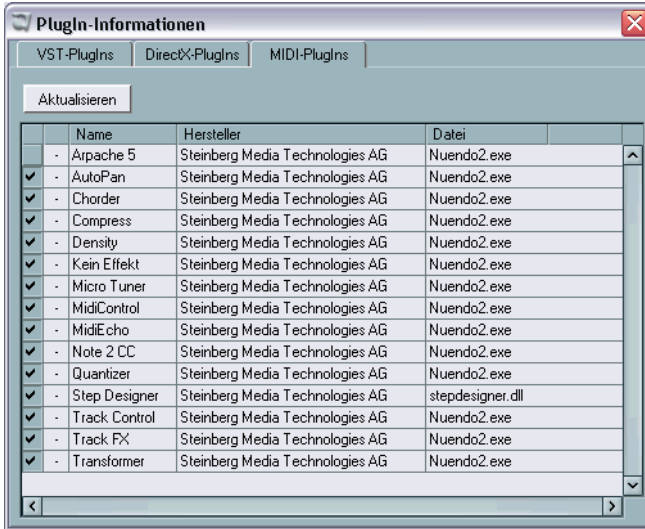 PlugIn-Informationen
VST-PlugIns DirectX-PlugIns MIDI-PlugIns
Aktualisieren
Name Hersteller Datei
- Arpache 5 Steinberg Media Technologies AG Nuendo2.exe
- AutoPan Steinberg Media Technologies AG Nuendo2.exe
- Chorder Steinberg Media Technologies AG Nuendo2.exe
- Compress Steinberg Media Technologies AG Nuendo2.exe
- Density Steinberg Media Technologies AG Nuendo2.exe
- Kein Effekt Steinberg Media Technologies AG Nuendo2.exe
- Micro Tuner Steinberg Media Technologies AG Nuendo2.exe
- MidiControl Steinberg Media Technologies AG Nuendo2.exe
- MidiEcho Steinberg Media Technologies AG Nuendo2.exe
- Note 2 CC Steinberg Media Technologies AG Nuendo2.exe
- Quantizer Steinberg Media Technologies AG Nuendo2.exe
- Step Designer Steinberg Media Technologies AG stepdesigner.dll
- Track Control Steinberg Media Technologies AG Nuendo2.exe
- Track FX Steinberg Media Technologies AG Nuendo2.exe
- Transformer Steinberg Media Technologies AG Nuendo2.exe